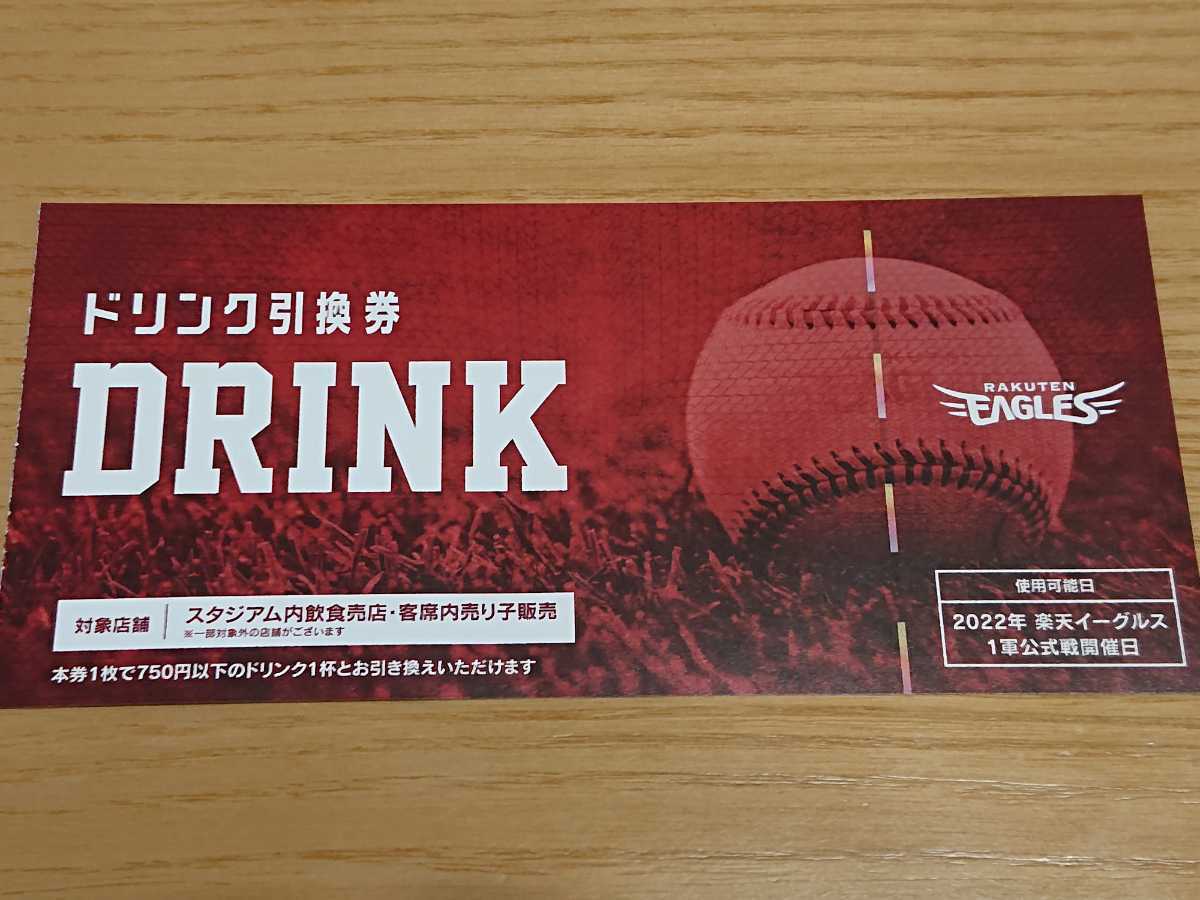 ドリンク引換券
DRINK
RAKUTEN
EAGLES
対象店舗
スタジアム内飲食売店・客席内売り子販売
※一部対象外の店舗がございます
本券1枚で750円以下のドリンク1杯とお引き換えいただけます
使用可能日
2022年 楽天イーグルス
1軍公式戦開催日